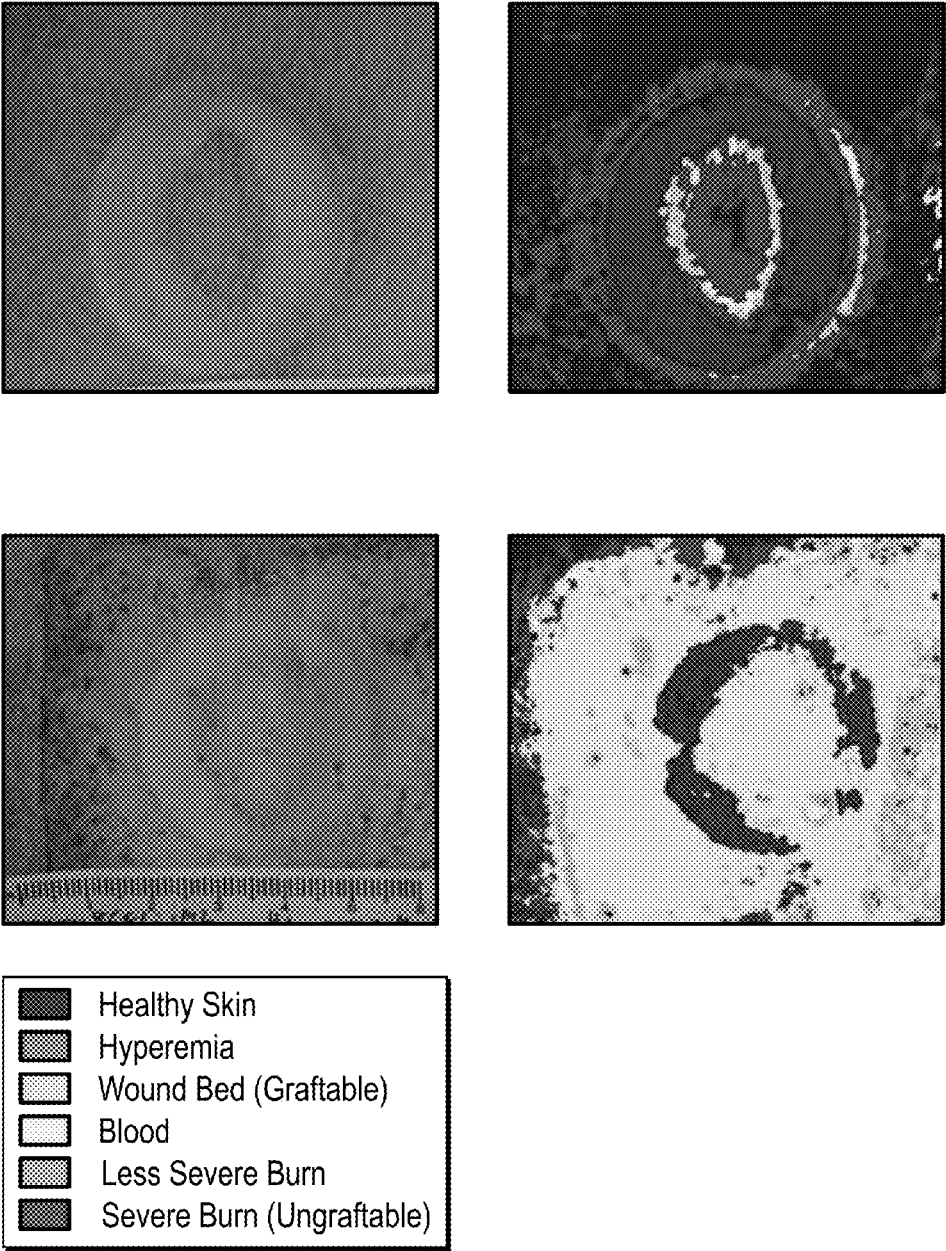 Healthy Skin
Hyperemia
Wound Bed (Graftable)
Blood
Less Severe Burn
Severe Burn (Ungraftable)